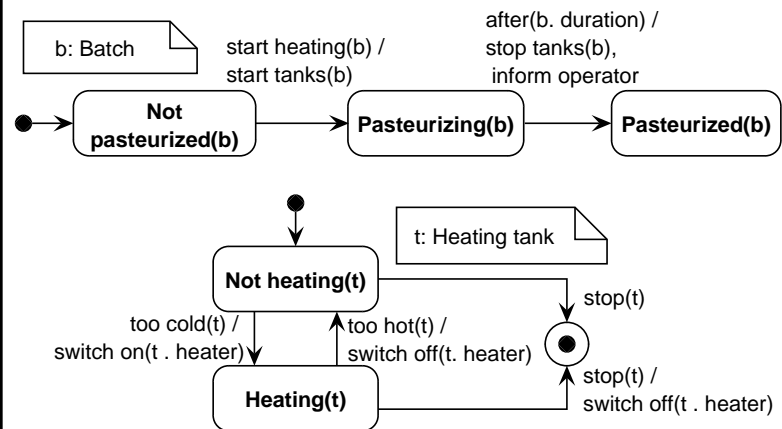 b: Batch
start heating(b) /
start tanks(b)
after(b. duration) /
stop tanks(b),
inform operator
Not
pasteurized(b)
Pasteurizing(b)
Pasteurized(b)
t: Heating tank
Not heating(t)
stop(t)
too cold(t) /
switch on(t . heater)
too hot(t) /
switch off(t. heater)
Heating(t)
stop(t) /
switch off(t . heater)